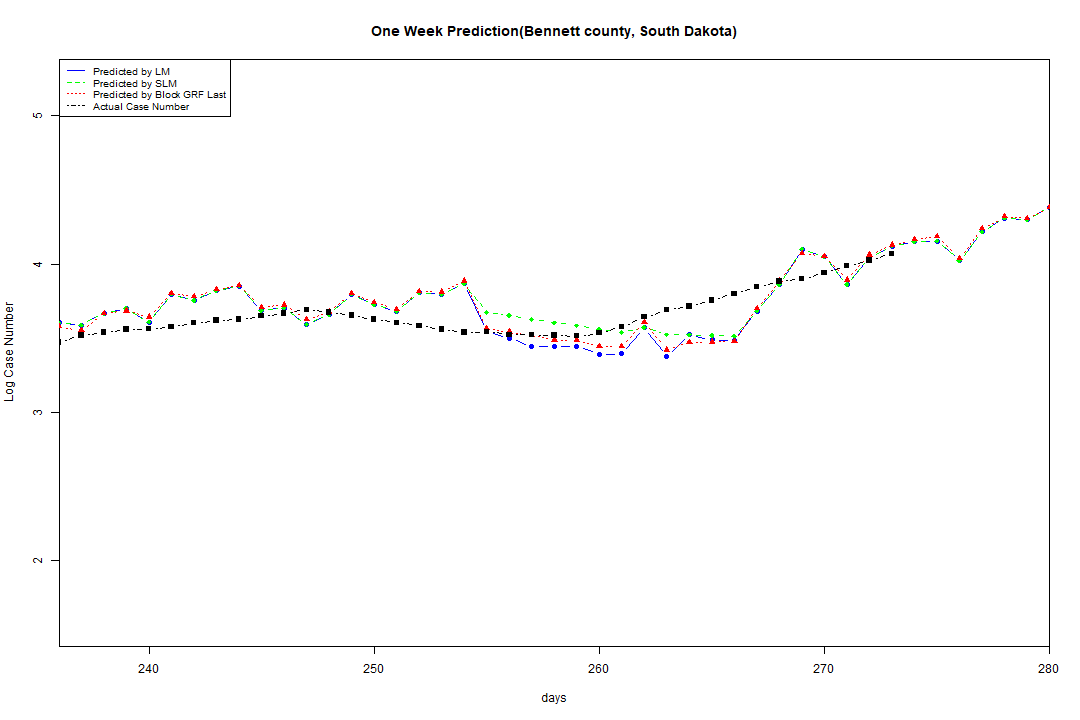 One Week Prediction(Bennett county, South Dakota)
Predicted by LM
Predicted by SLM
Predicted by Block GRF Last
Actual Case Number
Log Case Number
5
4
3
2
240
250
260
270
280
days